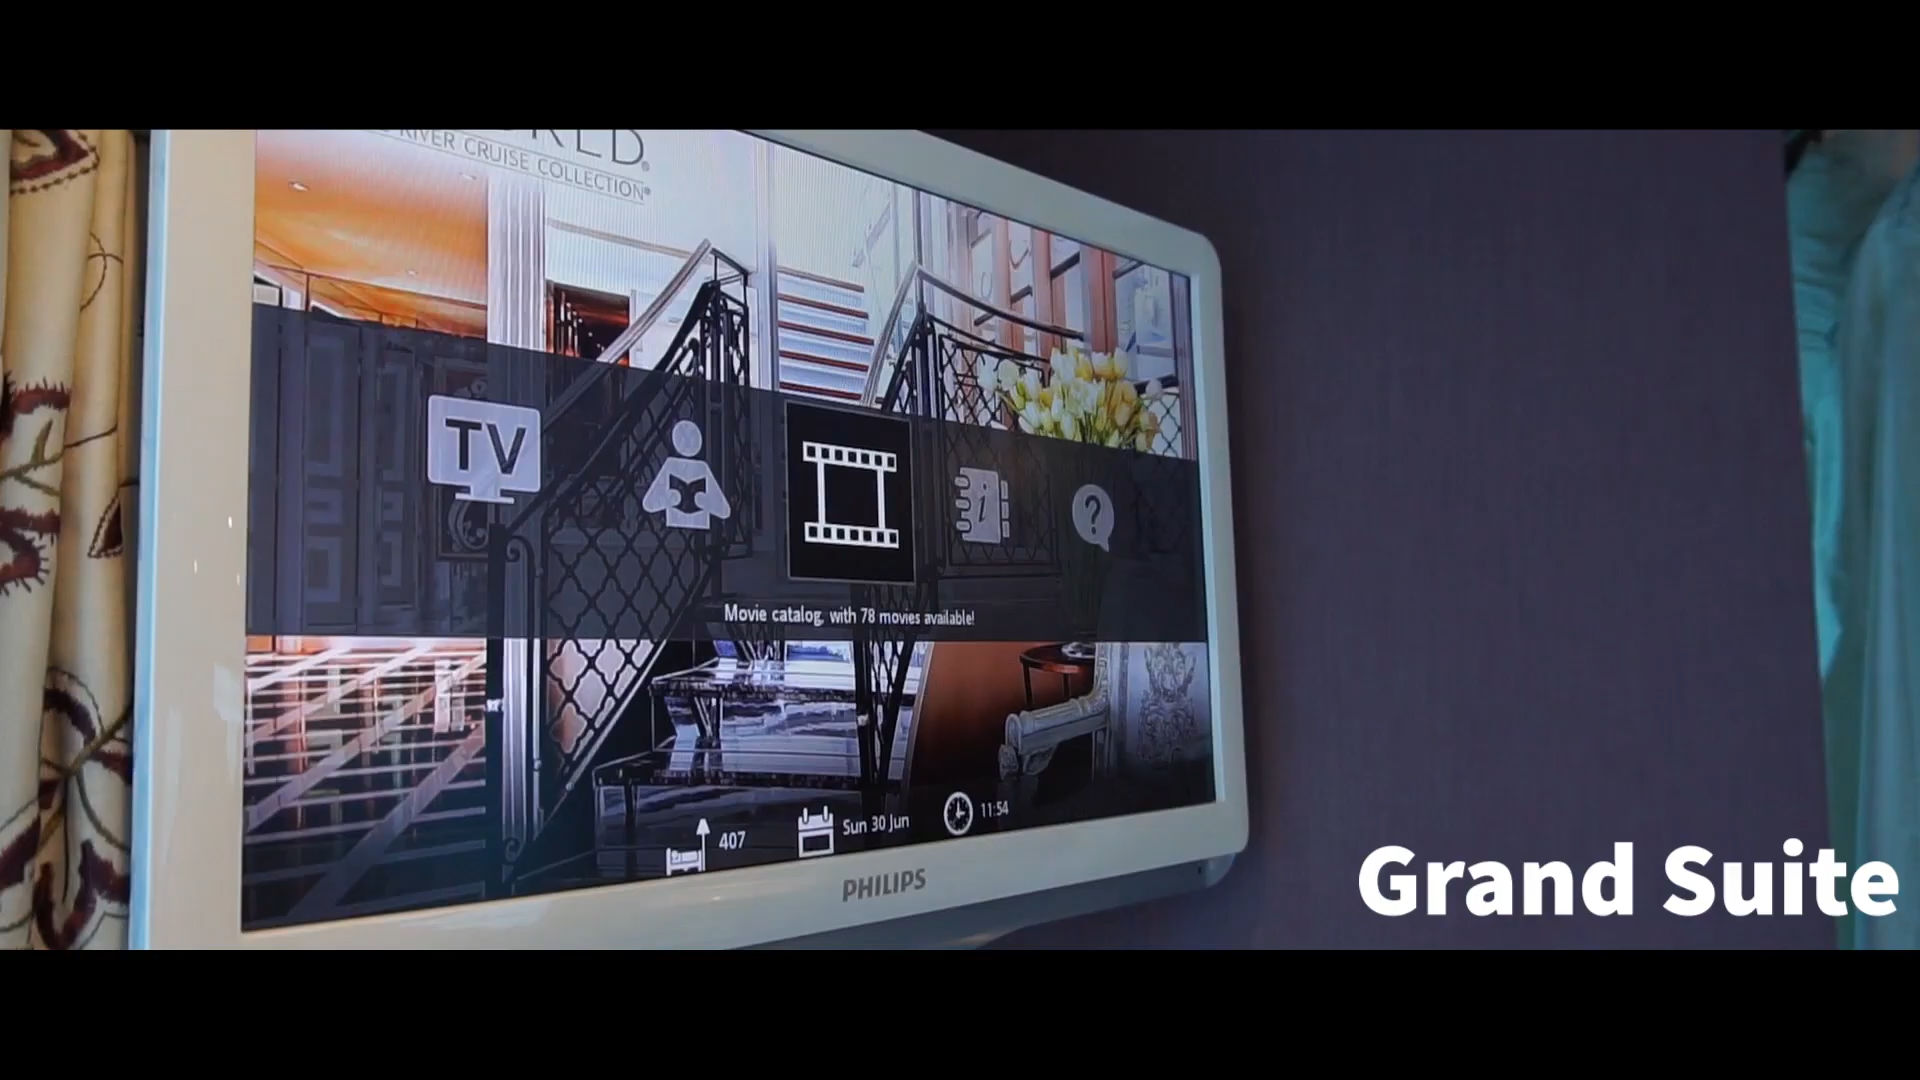 RIVER CRUISE COLLECTION®
TV
i
?
Movie catalog, with 78 movies available!
407
Sun 30 Jun
11:54
PHILIPS
Grand Suite